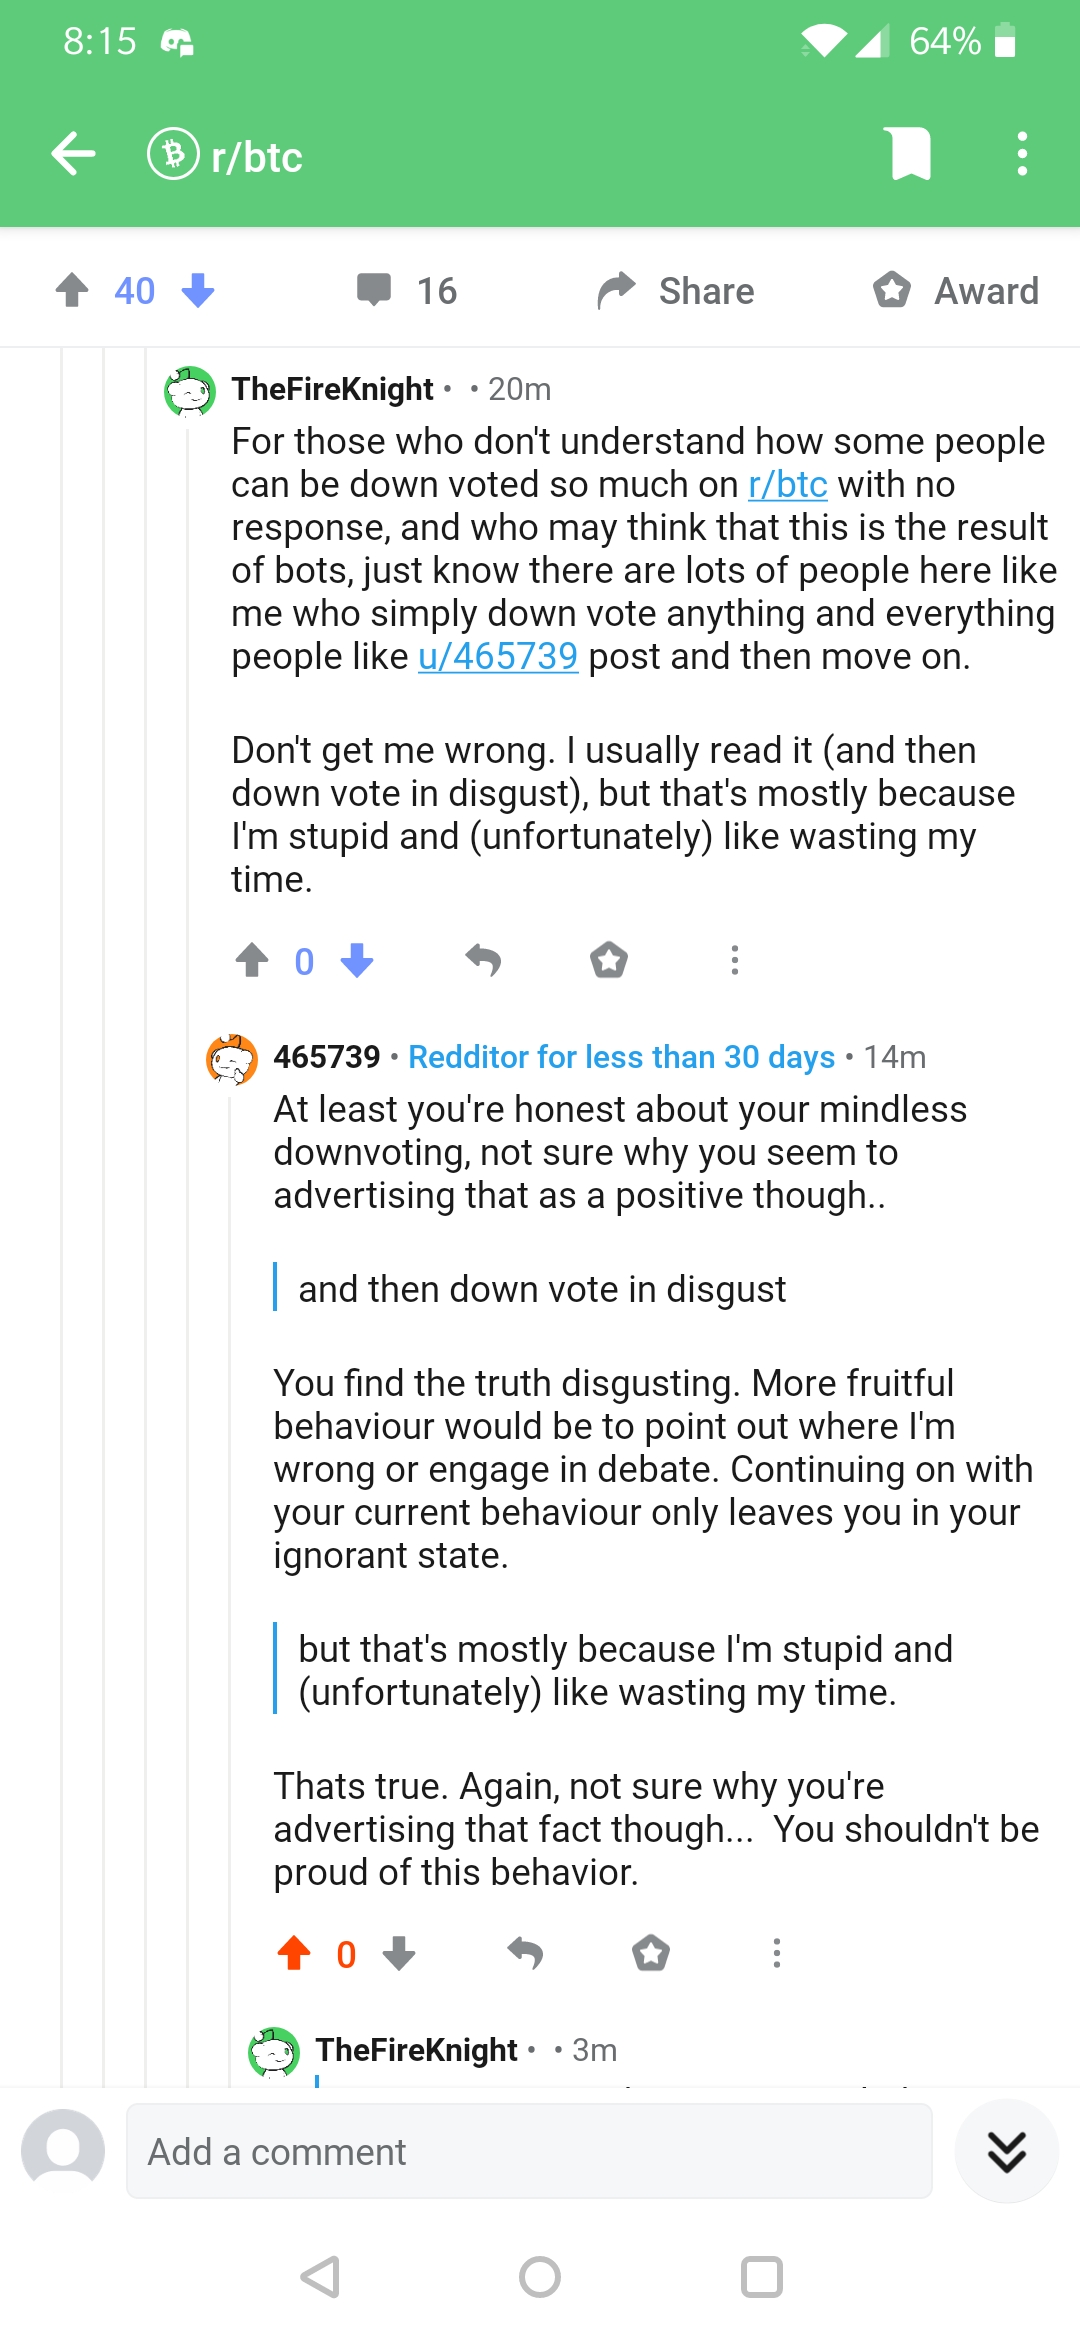 8:15
64%
r/btc
40
16
Share
Award
TheFireKnight • • 20m
For those who don't understand how some people
can be down voted so much on r/btc with no
response, and who may think that this is the result
of bots, just know there are lots of people here like
me who simply down vote anything and everything
people like u/465739 post and then move on.
Don't get me wrong. I usually read it (and then
down vote in disgust), but that's mostly because
I'm stupid and (unfortunately) like wasting my
time.
0
465739 • Redditor for less than 30 days • 14m
At least you're honest about your mindless
downvoting, not sure why you seem to
advertising that as a positive though..
and then down vote in disgust
You find the truth disgusting. More fruitful
behaviour would be to point out where I'm
wrong or engage in debate. Continuing on with
your current behaviour only leaves you in your
ignorant state.
but that's mostly because I'm stupid and
(unfortunately) like wasting my time.
Thats true. Again, not sure why you're
advertising that fact though...  You shouldn't be
proud of this behavior.
0
TheFireKnight • • 3m
Add a comment